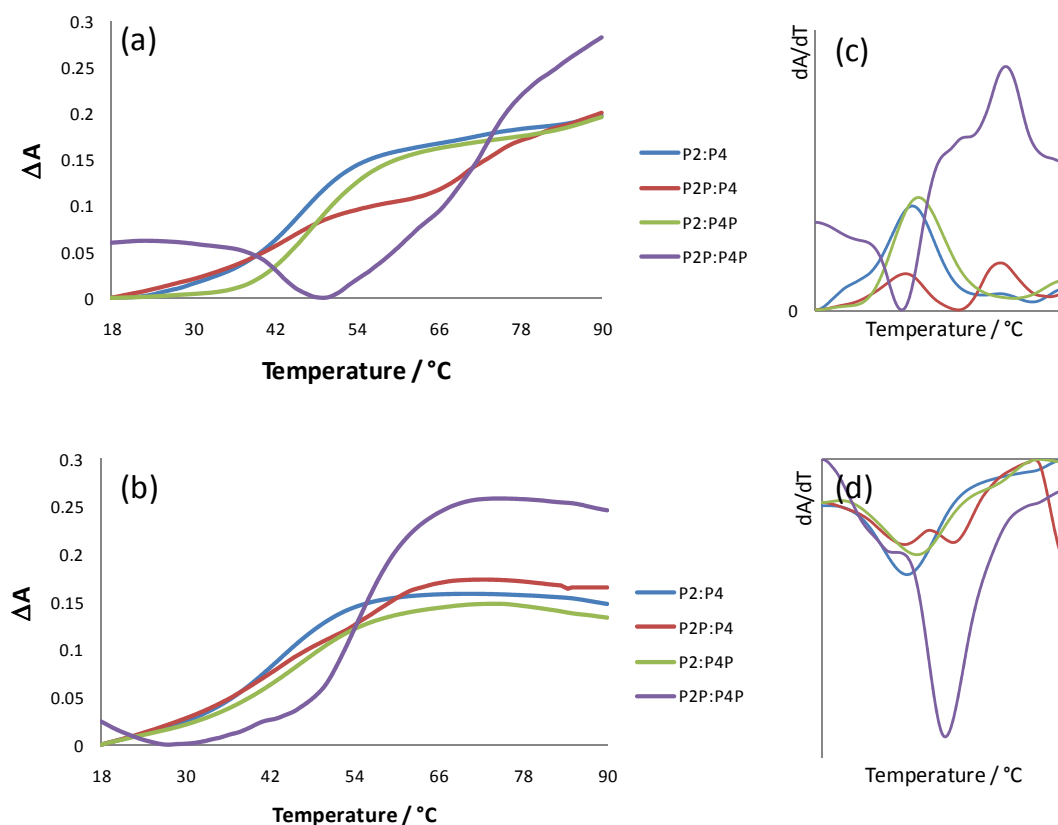 (a)
0.3
0.25
0.2
0.15
0.1
0.05
0
ΔA
18 30 42 54 66 78 90
Temperature / °C
P2:P4
P2P:P4
P2:P4P
P2P:P4P
(c)
dA/dT
0
Temperature / °C
(b)
0.3
0.25
0.2
0.15
0.1
0.05
0
ΔA
18 30 42 54 66 78 90
Temperature / °C
P2:P4
P2P:P4
P2:P4P
P2P:P4P
(d)
dA/dT
Temperature / °C